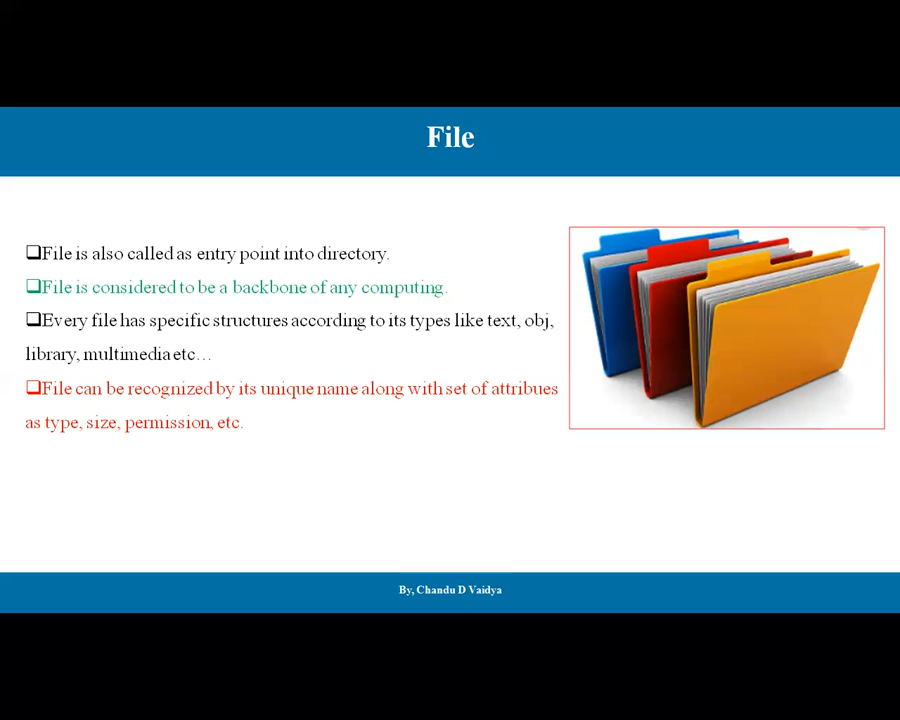 File
❑File is also called as entry point into directory.
❑File is considered to be a backbone of any computing.
❑Every file has specific structures according to its types like text, obj,
library, multimedia etc…
❑File can be recognized by its unique name along with set of attribues
as type, size, permission, etc.
By, Chandu D Vaidya